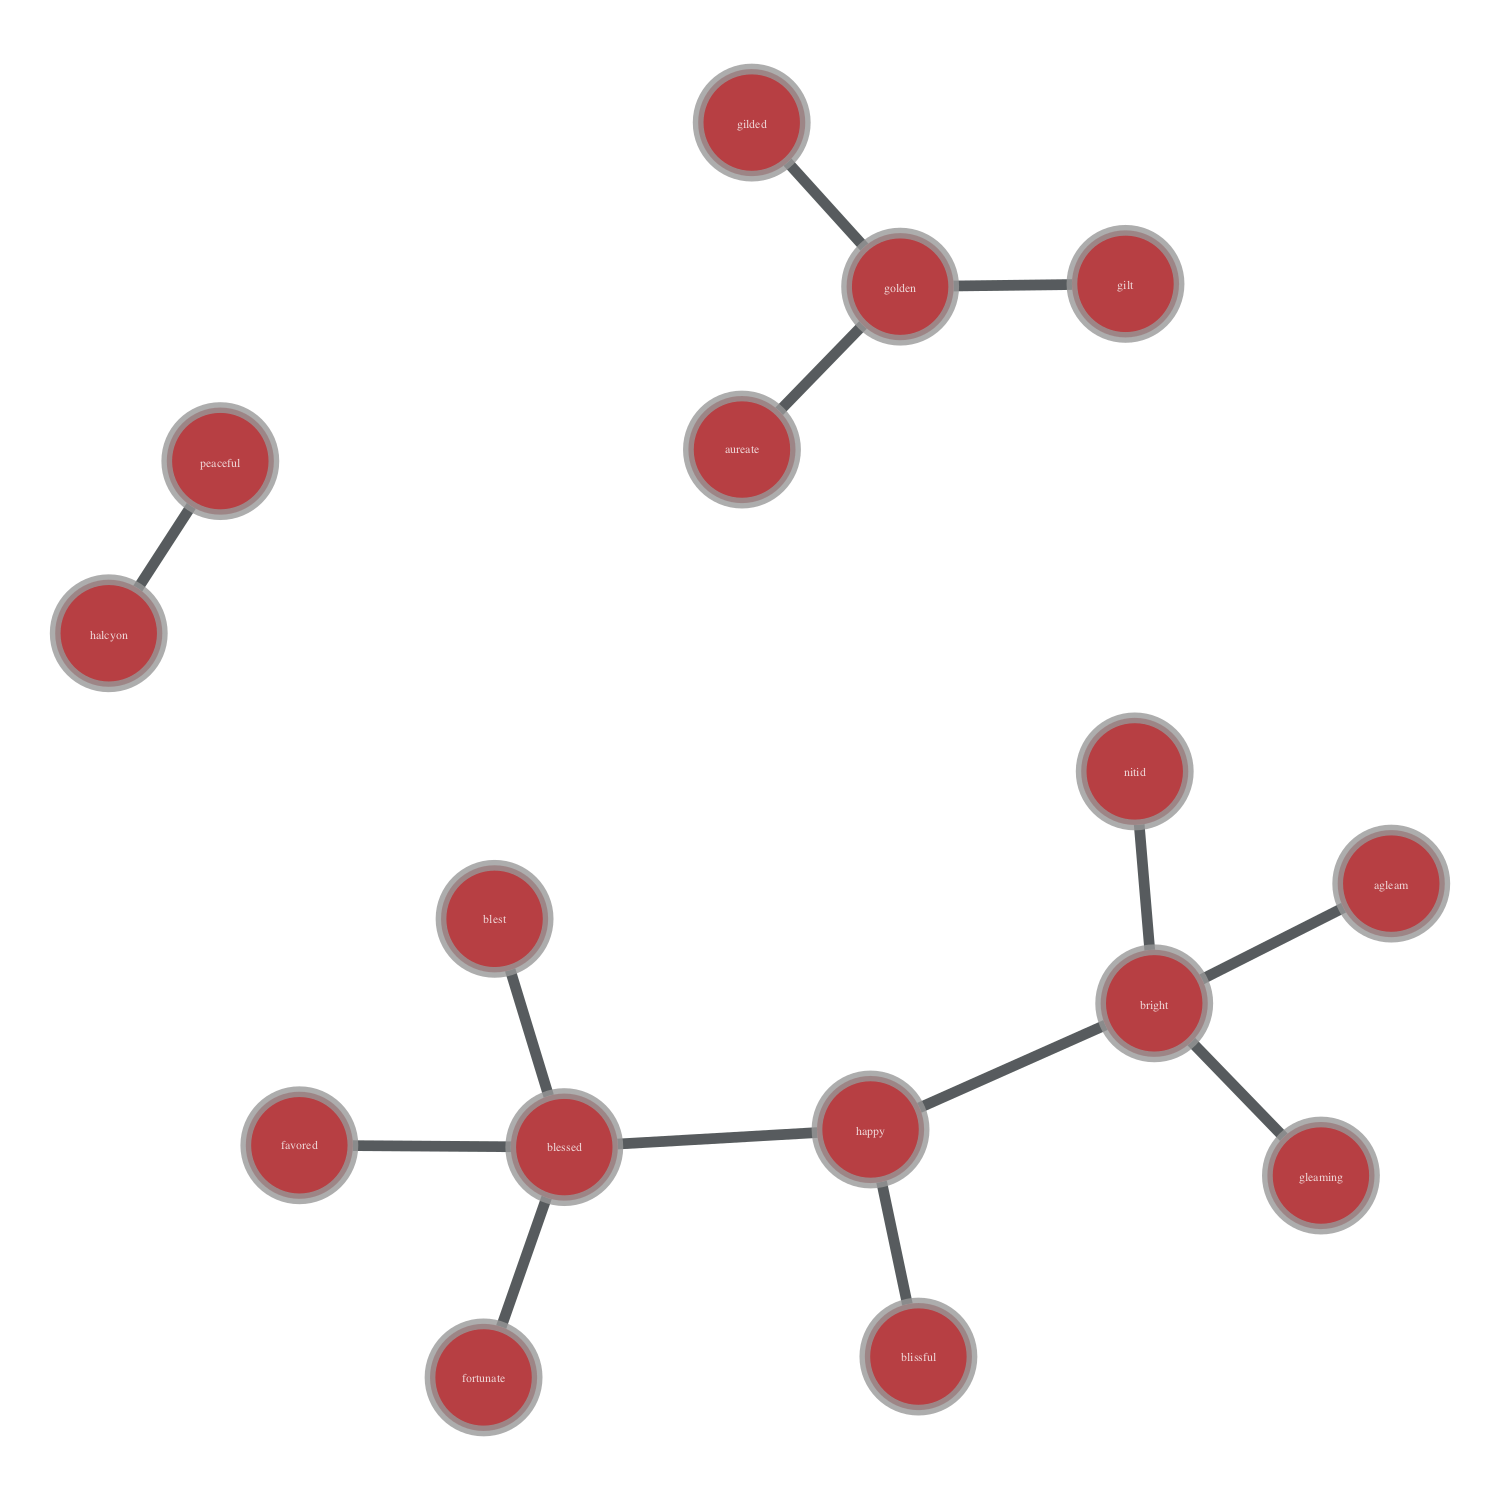 gilded
golden
gilt
aureate
peaceful
halcyon
nitid
agleam
blest
bright
happy
favored
blessed
gleaming
blissful
fortunate